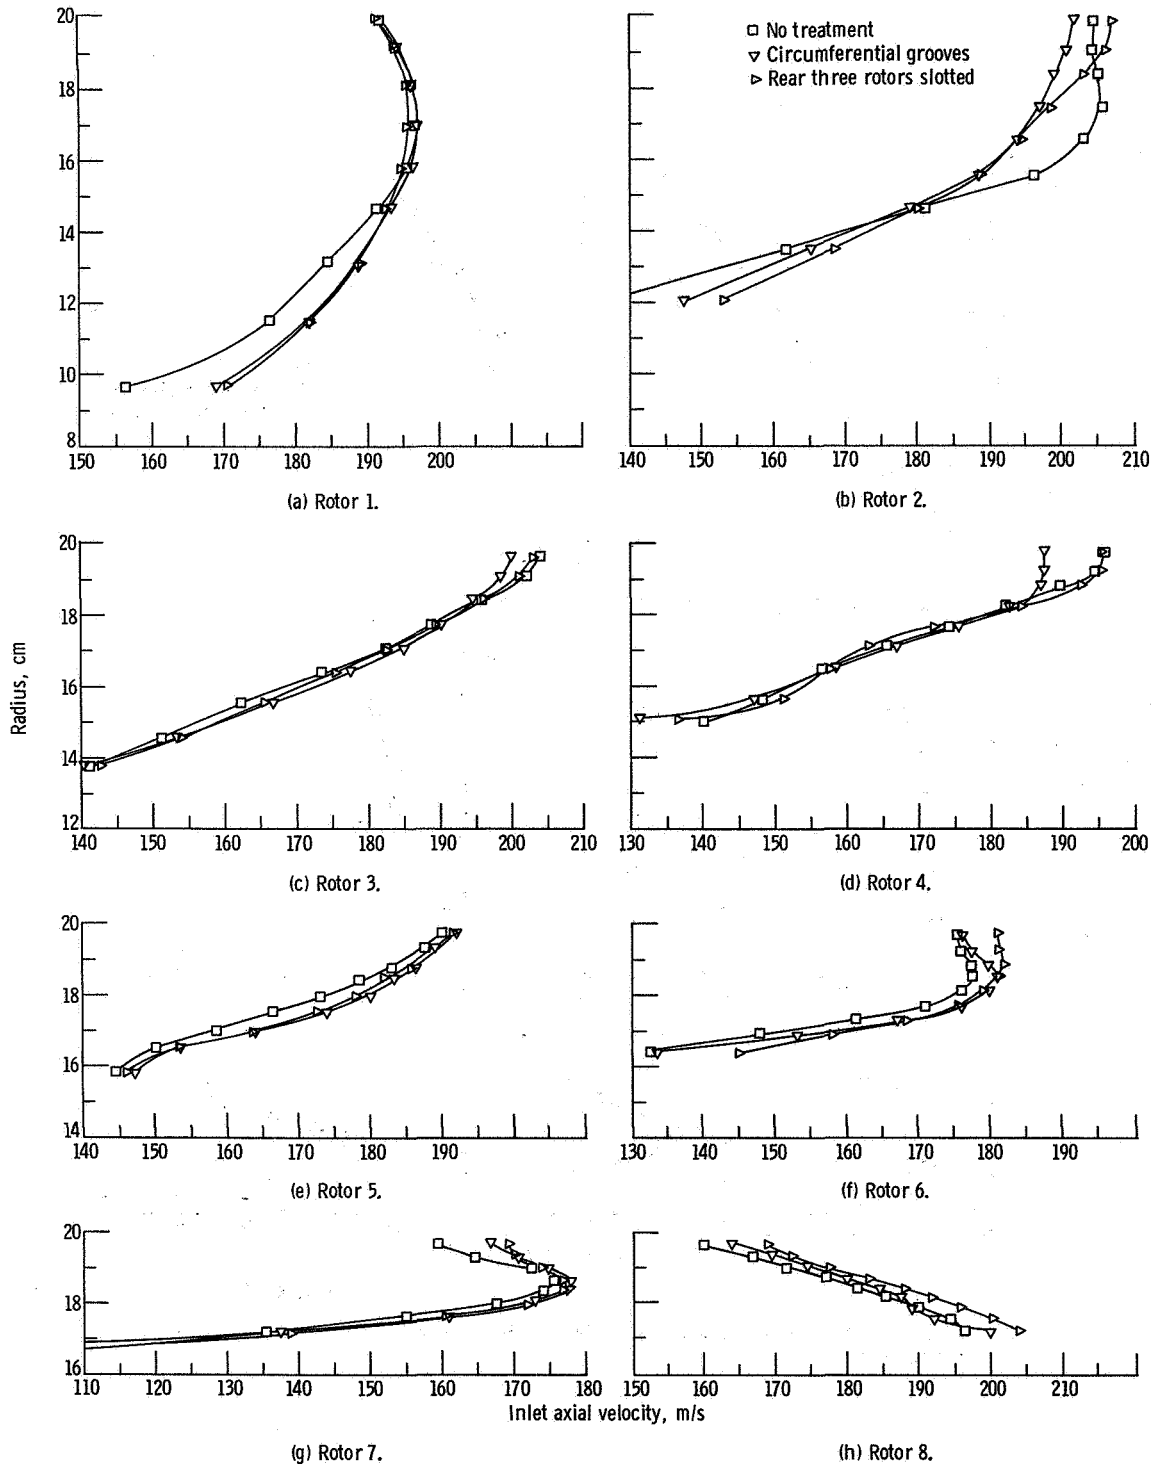 20
18
16
14
12
10
8
150 160 170 180 190 200
(a) Rotor 1.
No treatment
Circumferential grooves
Rear three rotors slotted
140 150 160 170 180 190 200 210
(b) Rotor 2.
Radius, cm
20
18
16
14
12
140 150 160 170 180 190 200 210
(c) Rotor 3.
130 140 150 160 170 180 190 200
(d) Rotor 4.
20
18
16
14
140 150 160 170 180 190
(e) Rotor 5.
130 140 150 160 170 180 190
(f) Rotor 6.
20
18
16
110 120 130 140 150 160 170 180
(g) Rotor 7.
150 160 170 180 190 200 210
(h) Rotor 8.
Inlet axial velocity, m/s